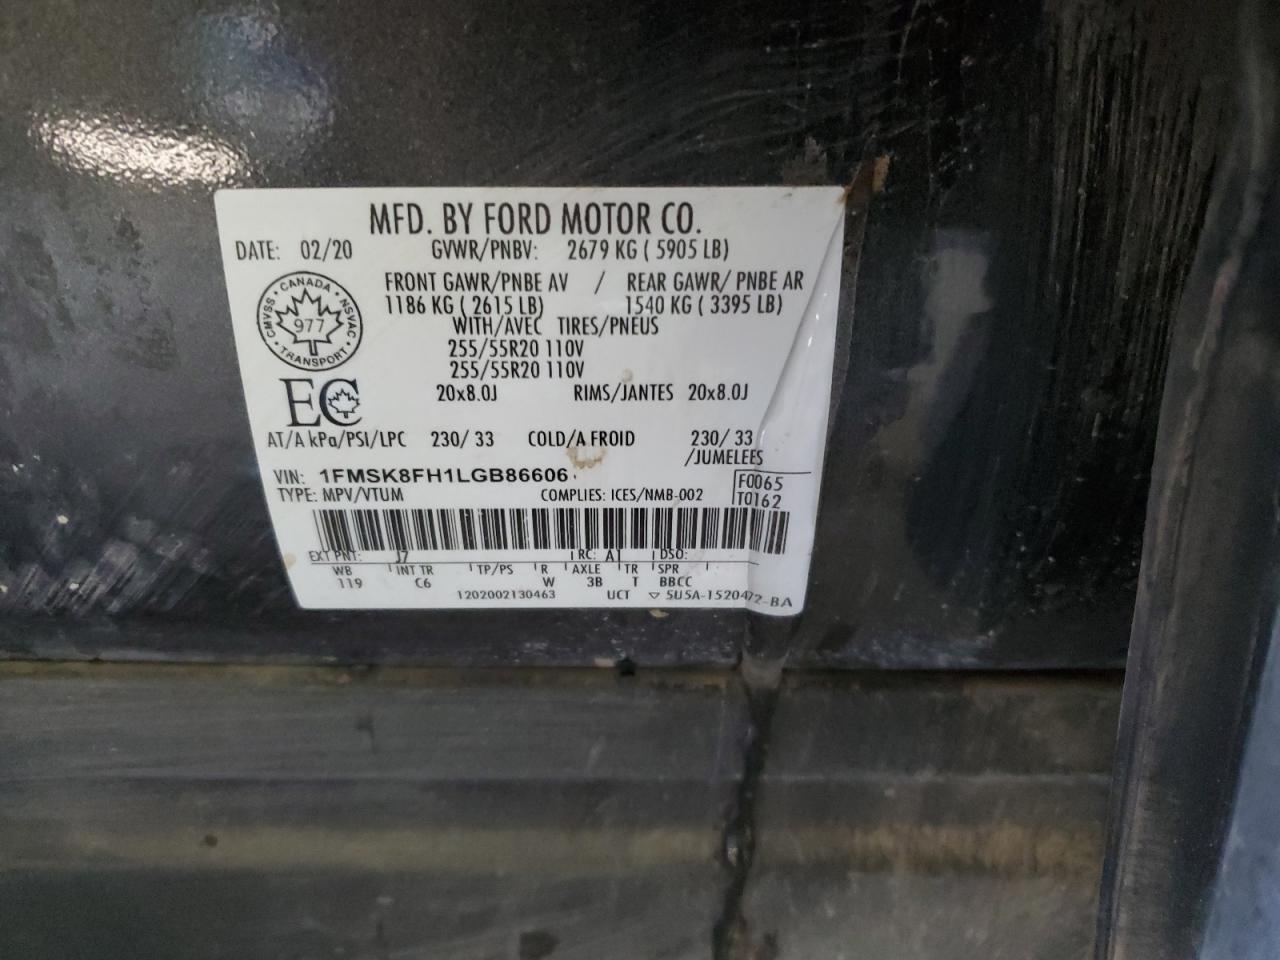 MFD. BY FORD MOTOR CO.
DATE: 02/20 GVWR/PNBV: 2679 KG ( 5905 LB)
FRONT GAWR/PNBE AV / REAR GAWR/ PNBE AR
1186 KG ( 2615 LB) 1540 KG ( 3395 LB)
WITH/AVEC TIRES/PNEUS
255/55R20 110V
255/55R20 110V
20x8.0J RIMS/JANTES 20x8.0J
CANADA
CMVSS NSVAC
977
TRANSPORT
EC
AT/A kPa/PSI/LPC 230/ 33 COLD/A FROID 230/ 33
/JUMELEES
VIN: 1FMSK8FH1LGB86606
F0065
TYPE: MPV/VTUM COMPLIES: ICES/NMB-002
T0162
EXT PNT: J7 RC: A1 DSO:
WB INT TR TP/PS R AXLE TR SPR
119 C6 W 3B T BBCC
1202002130463 UCT ▽ 5U5A-1520472-BA